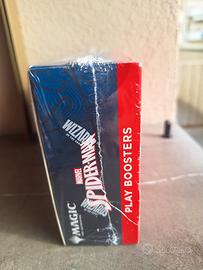 MAGIC
MARVEL
SPIDER-MAN
PLAY BOOSTERS
WIZARDS